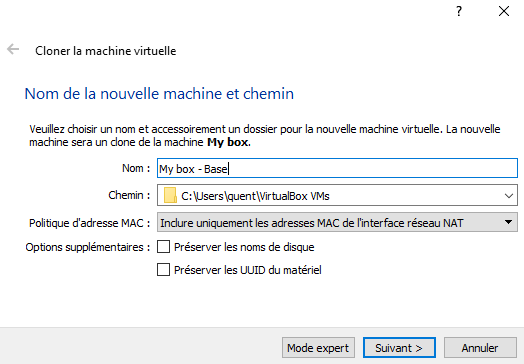 ?
Cloner la machine virtuelle
Nom de la nouvelle machine et chemin
Veuillez choisir un nom et accessoirement un dossier pour la nouvelle machine virtuelle. La nouvelle
machine sera un clone de la machine My box.
Nom : My box - Base
Chemin : C:\Users\quent\VirtualBox VMs
Politique d'adresse MAC : Inclure uniquement les adresses MAC de l'interface réseau NAT
Options supplémentaires : Préserver les noms de disque
Préserver les UUID du matériel
Mode expert Suivant > Annuler